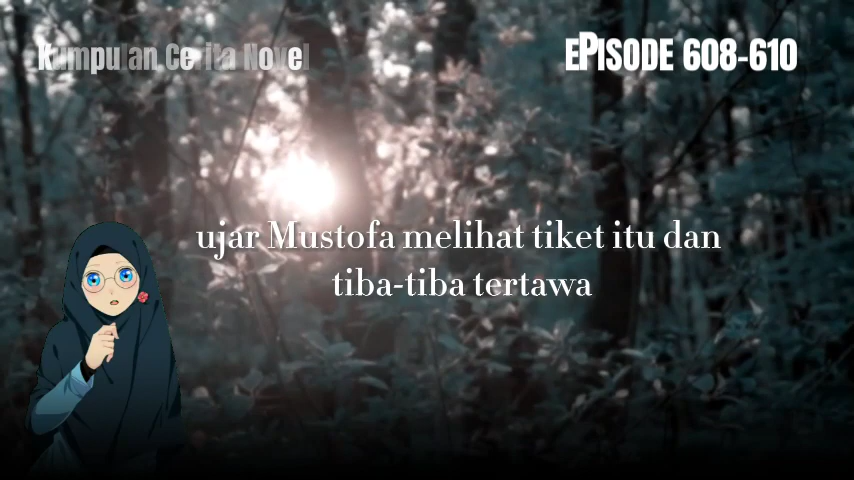 Kumpulan Cerita Novel
EPISODE 608-610
ujar Mustofa melihat tiket itu dan
tiba-tiba tertawa